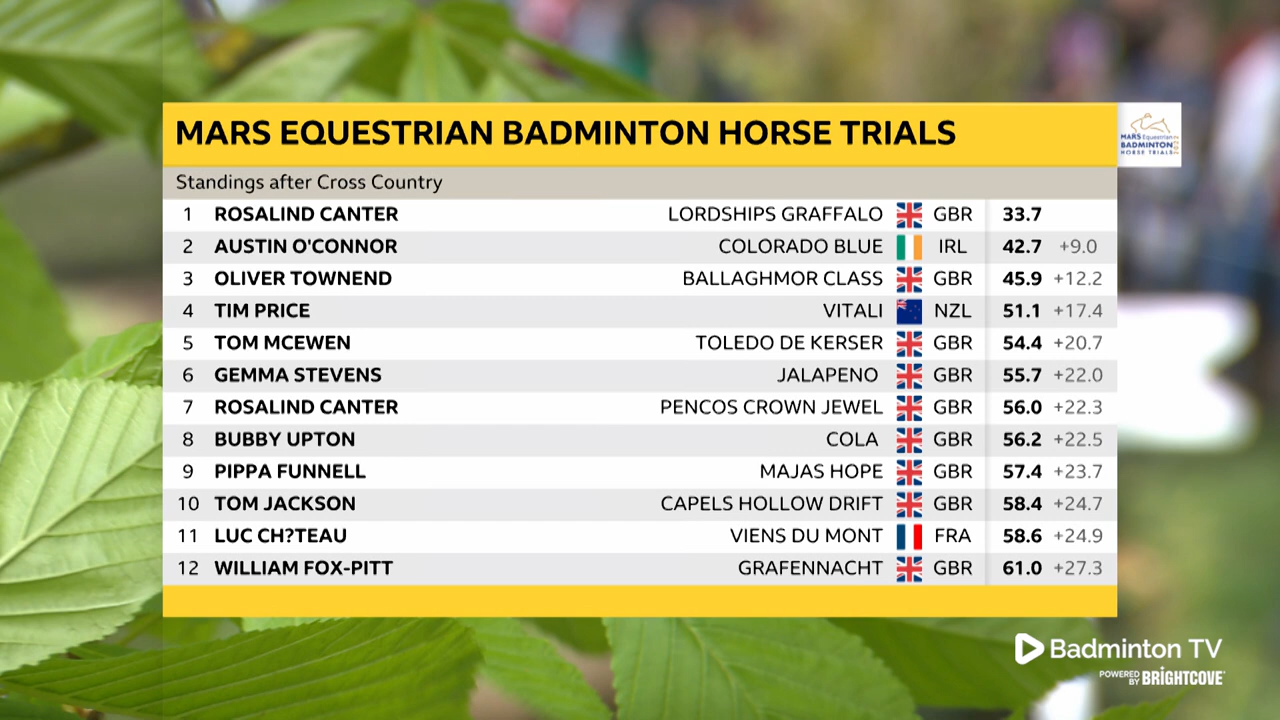 MARS EQUESTRIAN BADMINTON HORSE TRIALS
MARS Equestrian
BADMINTON
HORSE TRIALS
Standings after Cross Country
1 ROSALIND CANTER LORDSHIPS GRAFFALO GBR 33.7
2 AUSTIN O'CONNOR COLORADO BLUE IRL 42.7 +9.0
3 OLIVER TOWNEND BALLAGHMOR CLASS GBR 45.9 +12.2
4 TIM PRICE VITALI NZL 51.1 +17.4
5 TOM MCEWEN TOLEDO DE KERSER GBR 54.4 +20.7
6 GEMMA STEVENS JALAPENO GBR 55.7 +22.0
7 ROSALIND CANTER PENCOS CROWN JEWEL GBR 56.0 +22.3
8 BUBBY UPTON COLA GBR 56.2 +22.5
9 PIPPA FUNNELL MAJAS HOPE GBR 57.4 +23.7
10 TOM JACKSON CAPELS HOLLOW DRIFT GBR 58.4 +24.7
11 LUC CH?TEAU VIENS DU MONT FRA 58.6 +24.9
12 WILLIAM FOX-PITT GRAFENNACHT GBR 61.0 +27.3
Badminton TV
POWERED BY BRIGHTCOVE